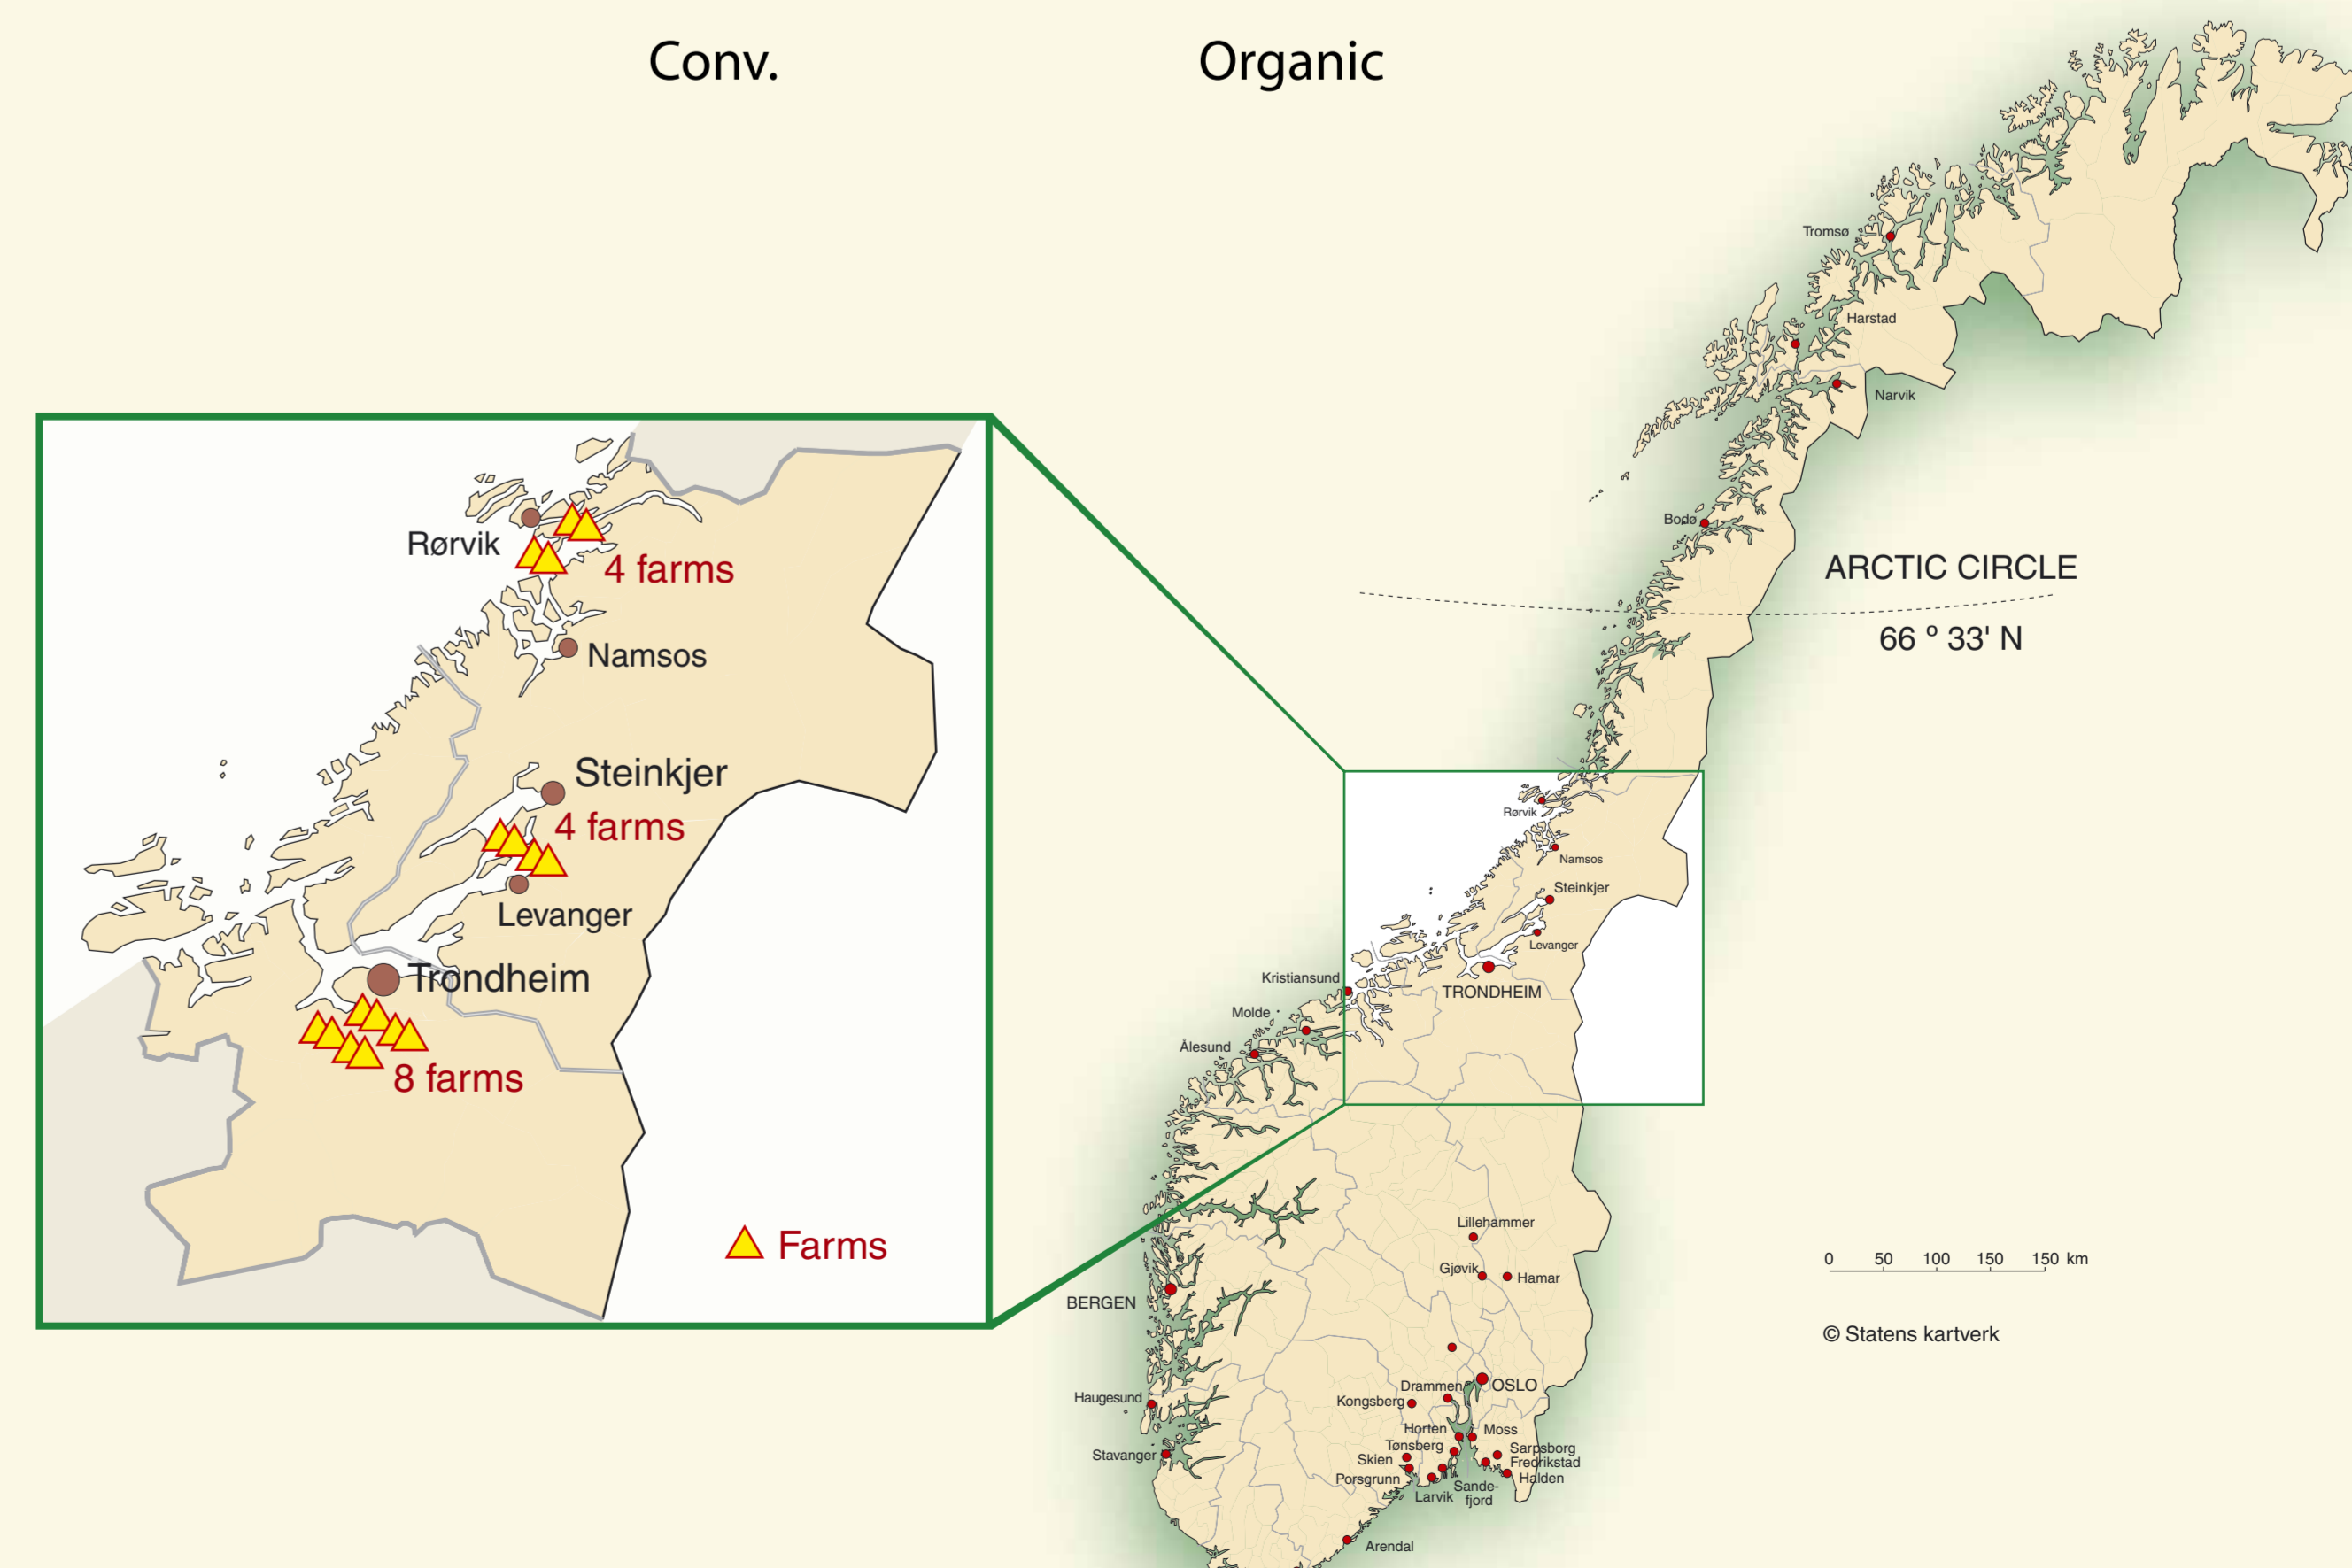 Conv.
Organic
Tromsø
Harstad
Narvik
Bodø
ARCTIC CIRCLE
66 º 33' N
Rørvik
4 farms
Namsos
Steinkjer
4 farms
Levanger
Trondheim
8 farms
Farms
Rørvik
Namsos
Steinkjer
Levanger
TRONDHEIM
Kristiansund
Molde
Ålesund
Lillehammer
Gjøvik
Hamar
BERGEN
0 50 100 150 150 km
© Statens kartverk
Haugesund
Drammen
OSLO
Kongsberg
Horten
Moss
Tønsberg
Sarpsborg
Stavanger
Skien
Fredrikstad
Porsgrunn
Halden
Larvik
Sande-
fjord
Arendal